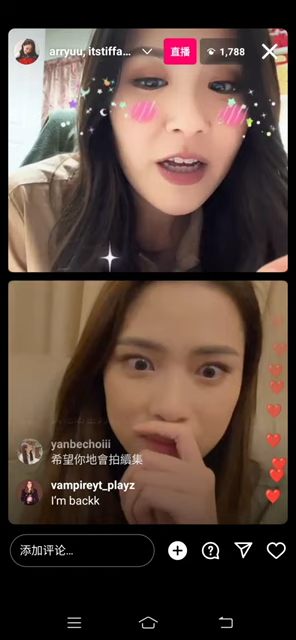 arryuu, itstiffa...
直播
1,788
yanbechoiii
希望你地會拍續集
vampireyt_playz
I'm backk
添加评论...